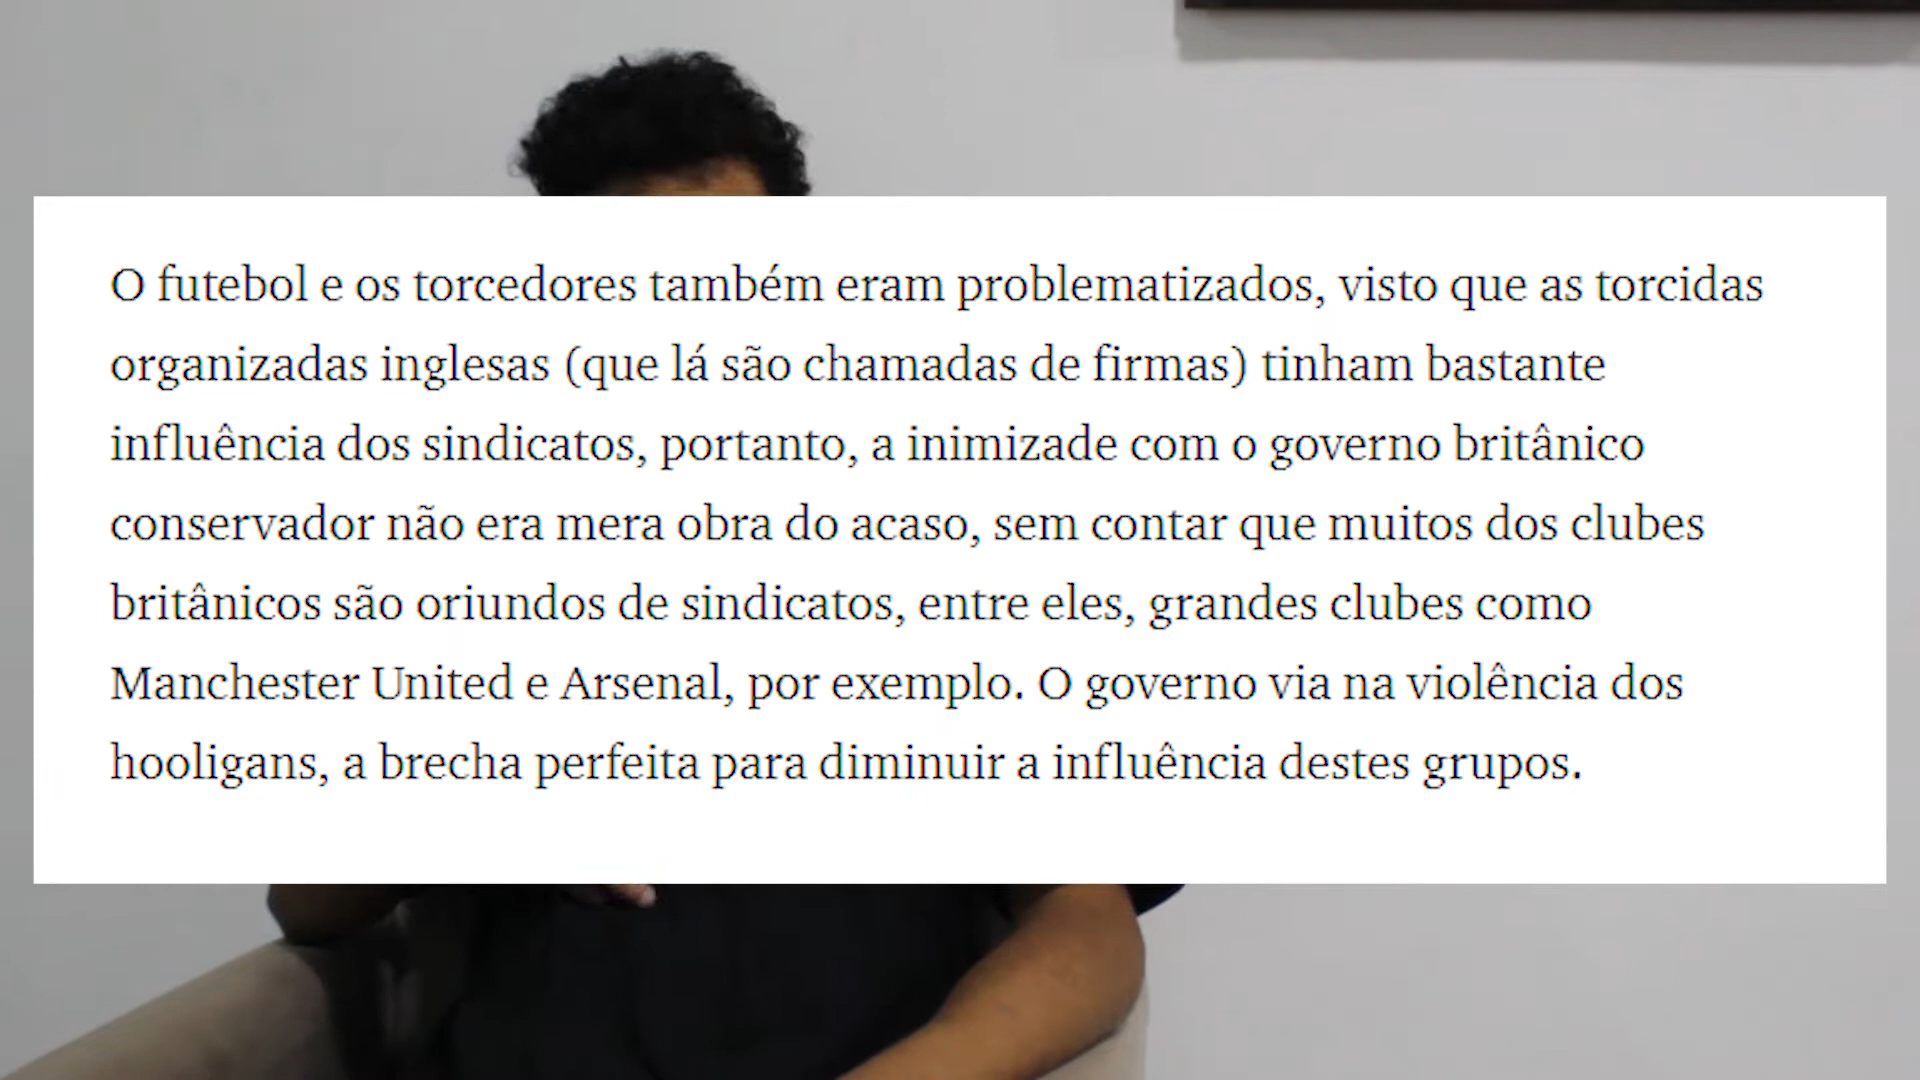 O futebol e os torcedores também eram problematizados, visto que as torcidas
organizadas inglesas (que lá são chamadas de firmas) tinham bastante
influência dos sindicatos, portanto, a inimizade com o governo britânico
conservador não era mera obra do acaso, sem contar que muitos dos clubes
britânicos são oriundos de sindicatos, entre eles, grandes clubes como
Manchester United e Arsenal, por exemplo. O governo via na violência dos
hooligans, a brecha perfeita para diminuir a influência destes grupos.